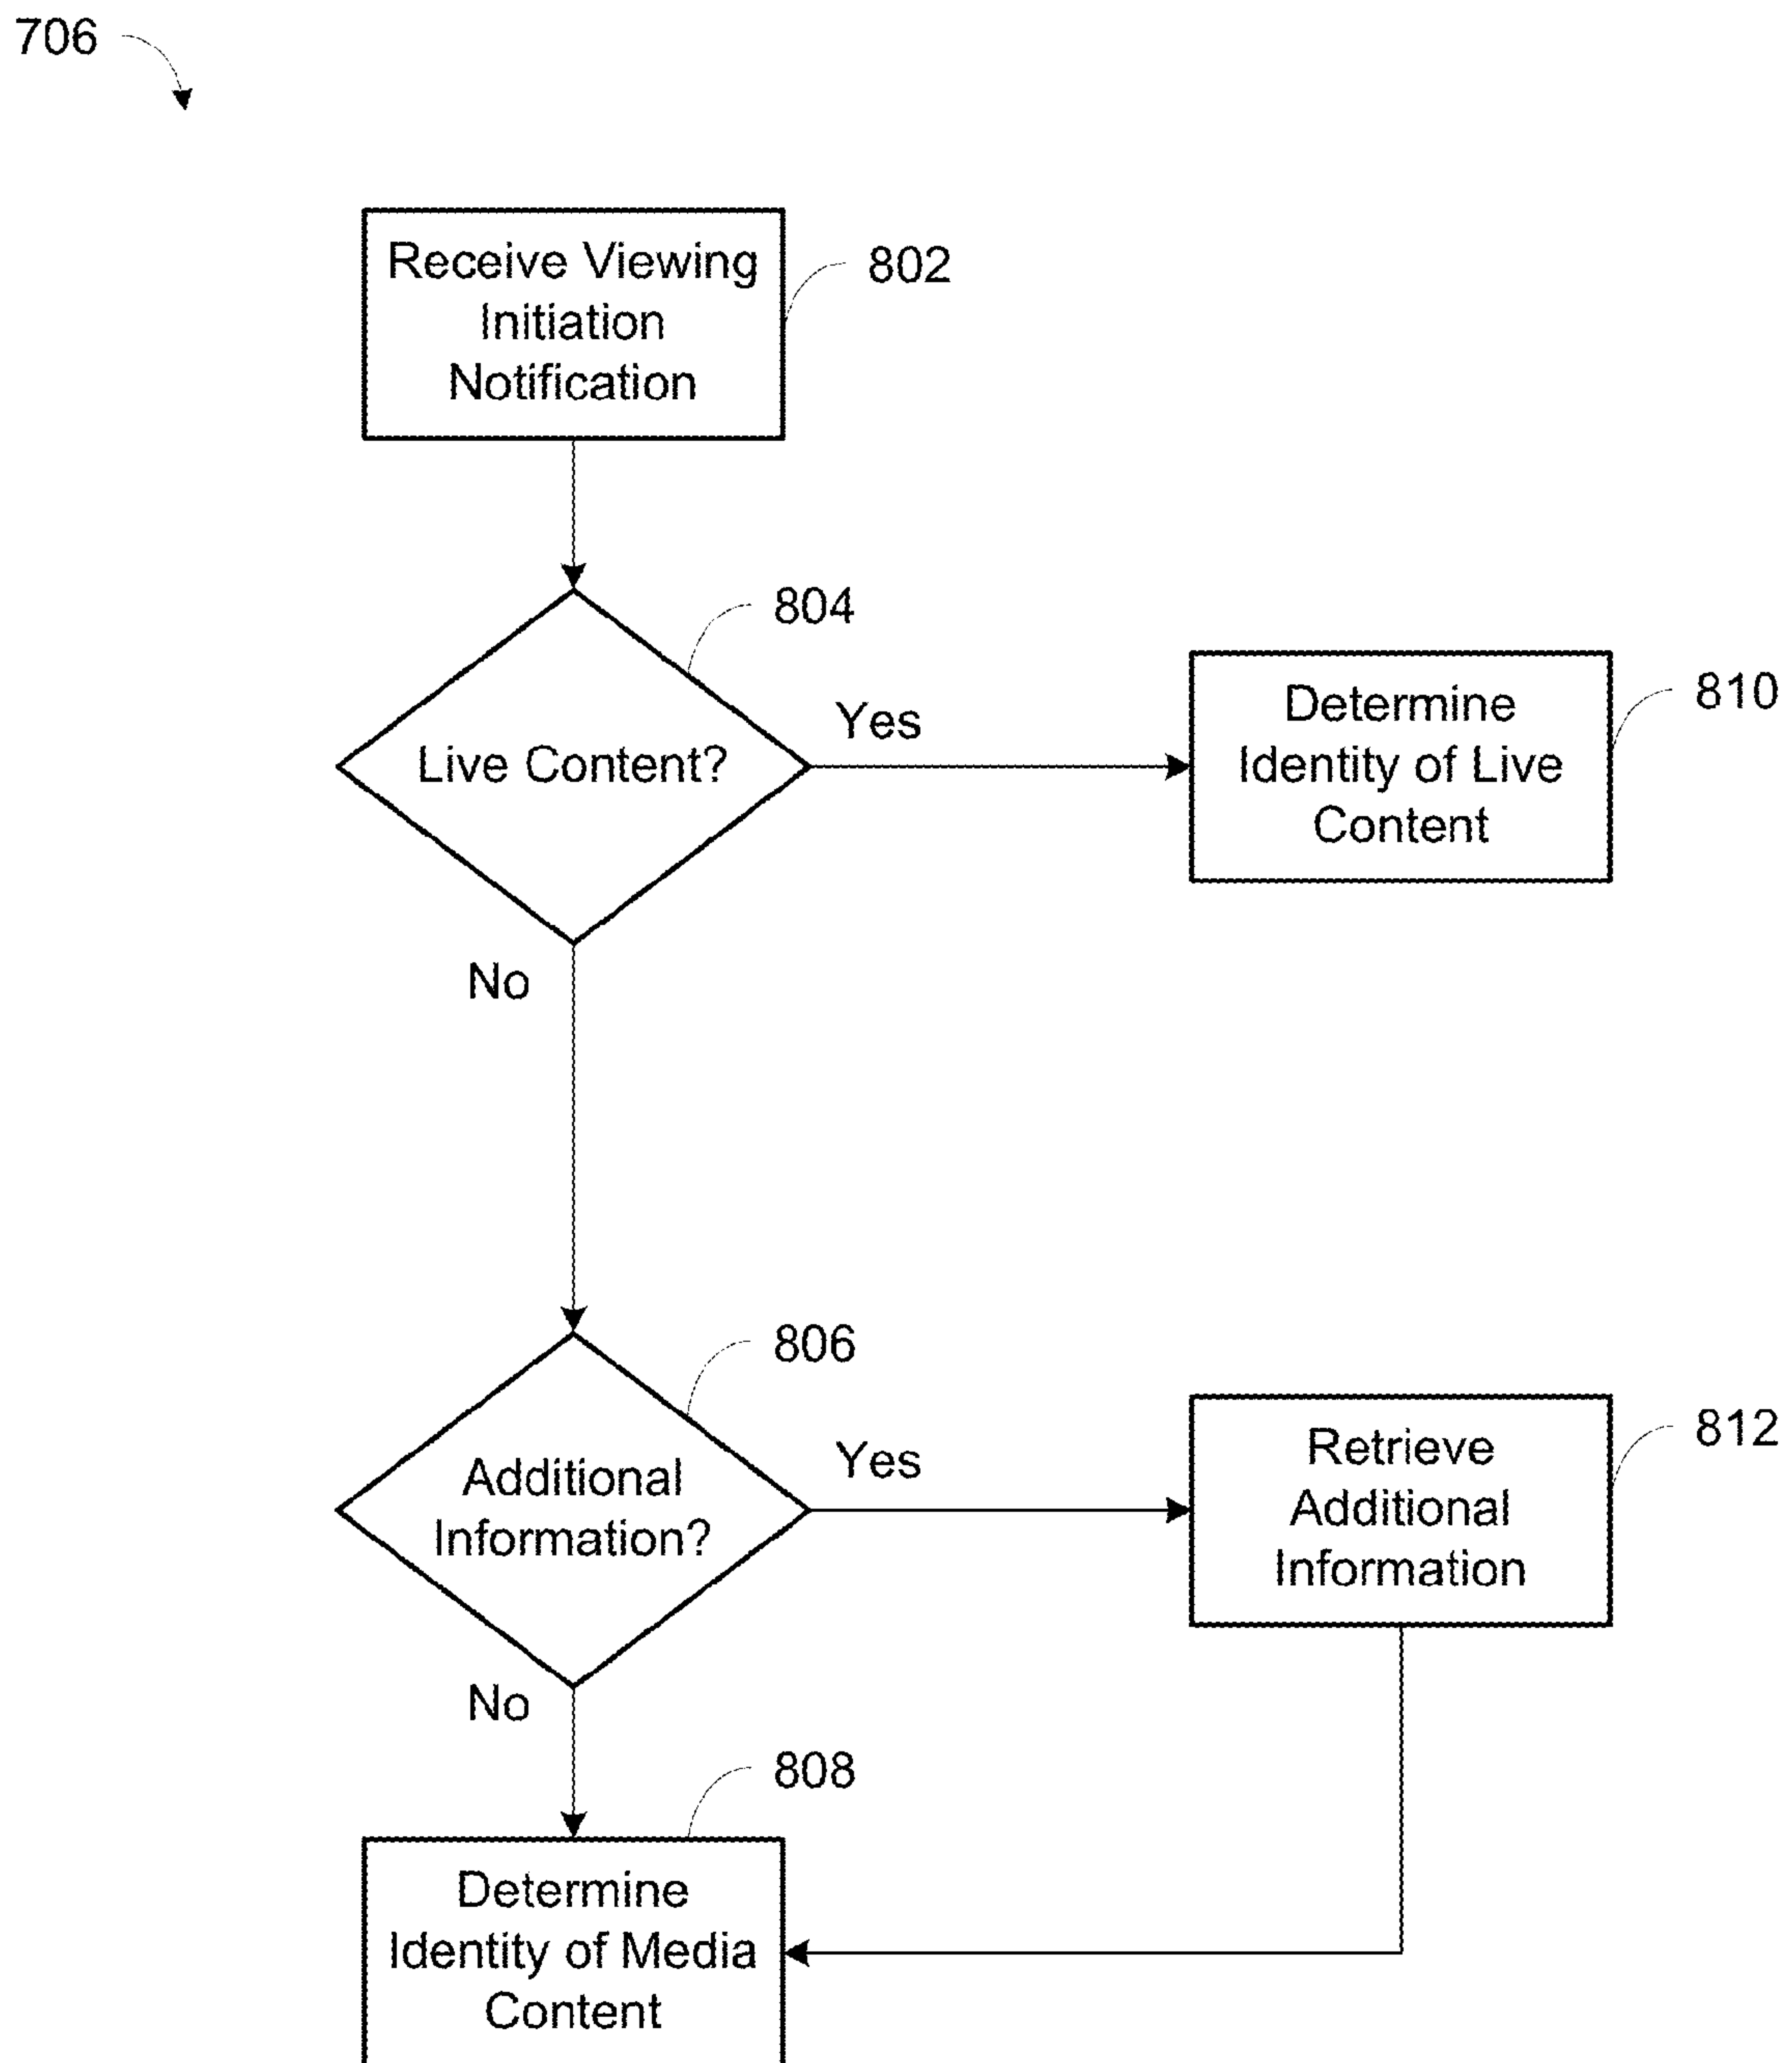 706
Receive Viewing
Initiation
Notification
802
804
Live Content?
Yes
Determine
Identity of Live
Content
810
No
806
Additional
Information?
Yes
Retrieve
Additional
Information
812
No
808
Determine
Identity of Media
Content